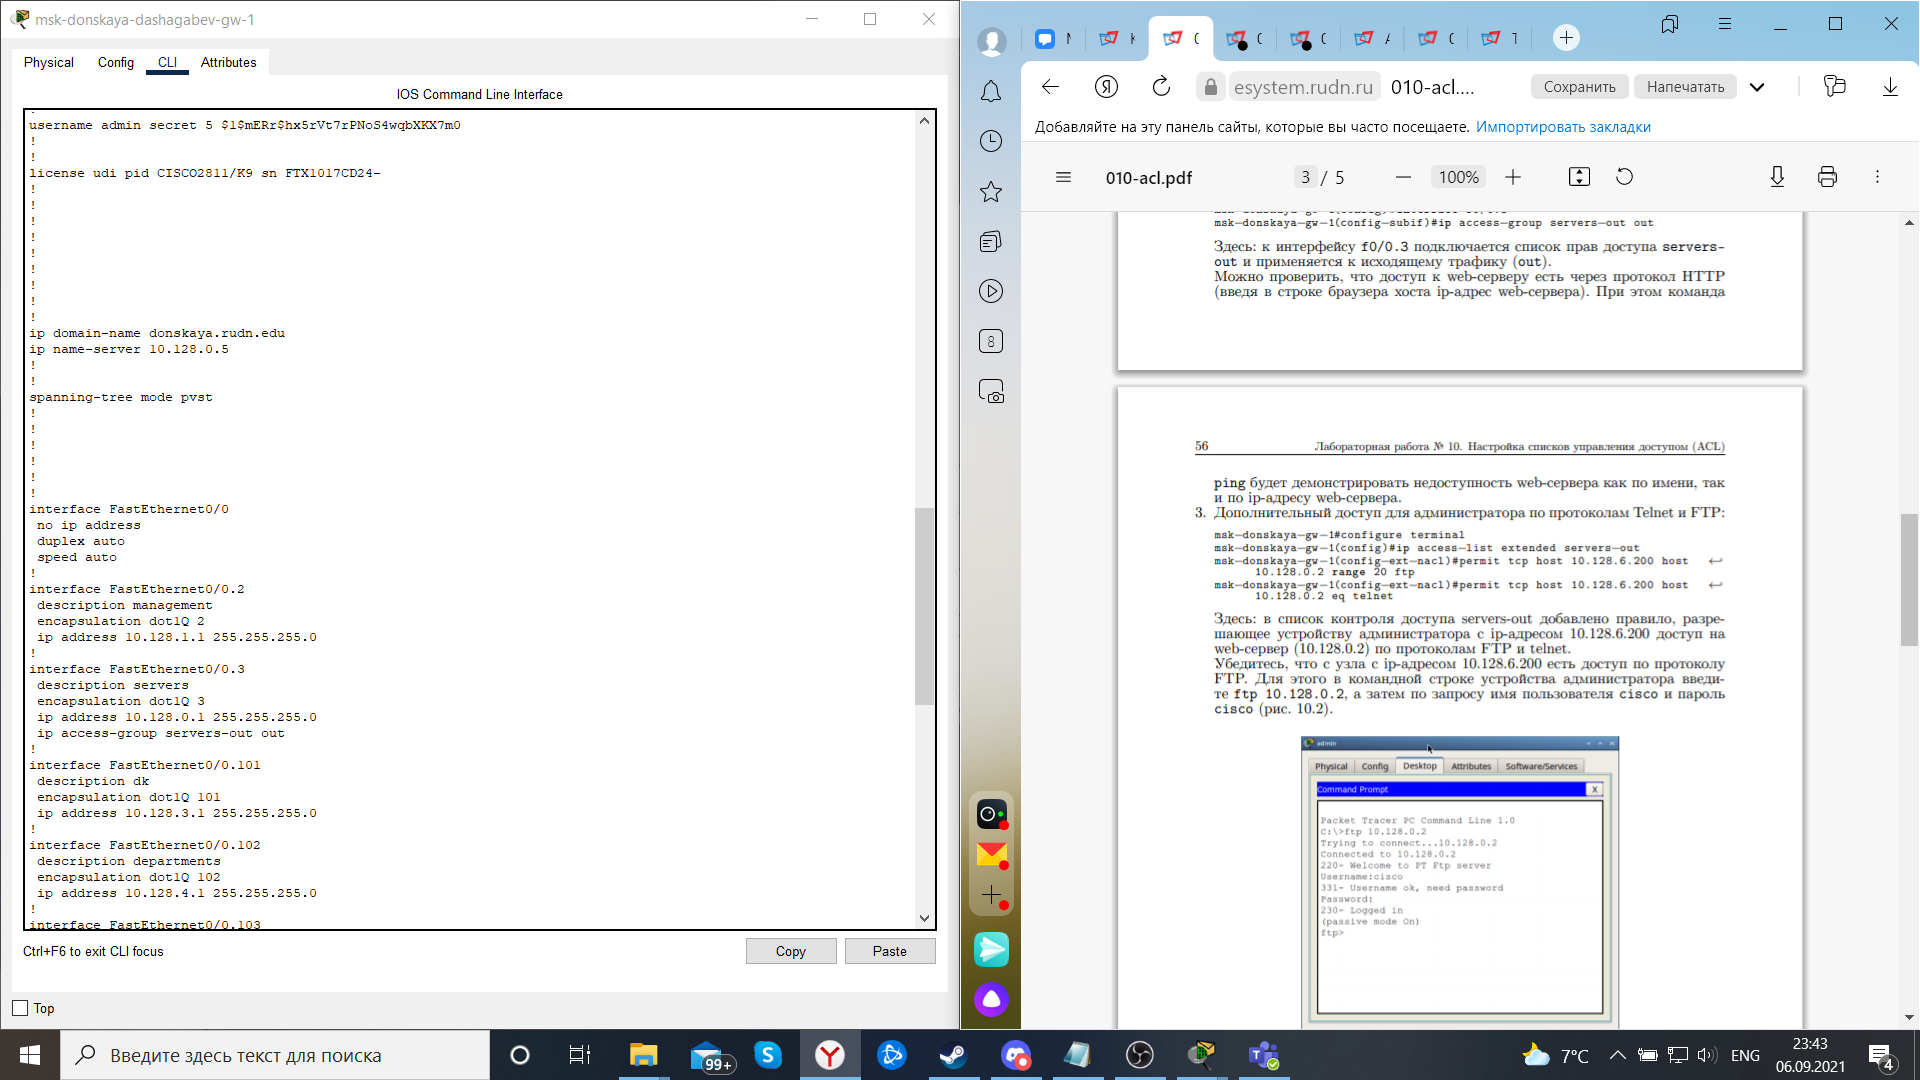 msk-donskaya-dashagabev-gw-1
Physical
Config
CLI
Attributes
IOS Command Line Interface
!
username admin secret 5 $1$mERr$hx5rVt7rPNoS4wqbXKX7m0
!
!
license udi pid CISCO2811/K9 sn FTX1017CD24-
!
!
!
!
!
!
!
!
!
ip domain-name donskaya.rudn.edu
ip name-server 10.128.0.5
!
!
spanning-tree mode pvst
!
!
!
!
!
!
interface FastEthernet0/0
no ip address
duplex auto
speed auto
!
interface FastEthernet0/0.2
description management
encapsulation dot1Q 2
ip address 10.128.1.1 255.255.255.0
!
interface FastEthernet0/0.3
description servers
encapsulation dot1Q 3
ip address 10.128.0.1 255.255.255.0
ip access-group servers-out out
!
interface FastEthernet0/0.101
description dk
encapsulation dot1Q 101
ip address 10.128.3.1 255.255.255.0
!
interface FastEthernet0/0.102
description departments
encapsulation dot1Q 102
ip address 10.128.4.1 255.255.255.0
!
interface FastEthernet0/0.103
Ctrl+F6 to exit CLI focus
Copy
Paste
Top
esystem.rudn.ru
010-acl....
Сохранить
Напечатать
Добавляйте на эту панель сайты, которые вы часто посещаете. Импортировать закладки
010-acl.pdf
3 / 5
100%
8
msk-donskaya-gw-1(config-subif)#ip access-group servers-out out
Здесь: к интерфейсу f0/0.3 подключается список прав доступа servers-
out и применяется к исходящему трафику (out).
Можно проверить, что доступ к web-серверу есть через протокол HTTP
(введя в строке браузера хоста ip-адрес web-сервера). При этом команда
56
Лабораторная работа № 10. Настройка списков управления доступом (ACL)
ping будет демонстрировать недоступность web-сервера как по имени, так
и по ip-адресу web-сервера.
3. Дополнительный доступ для администратора по протоколам Telnet и FTP:
msk-donskaya-gw-1#configure terminal
msk-donskaya-gw-1(config)#ip access-list extended servers-out
msk-donskaya-gw-1(config-ext-nacl)#permit tcp host 10.128.6.200 host ↩
10.128.0.2 range 20 ftp
msk-donskaya-gw-1(config-ext-nacl)#permit tcp host 10.128.6.200 host ↩
10.128.0.2 eq telnet
Здесь: в список контроля доступа servers-out добавлено правило, разре-
шающее устройству администратора с ip-адресом 10.128.6.200 доступ на
web-сервер (10.128.0.2) по протоколам FTP и telnet.
Убедитесь, что с узла с ip-адресом 10.128.6.200 есть доступ по протоколу
FTP. Для этого в командной строке устройства администратора введи-
те ftp 10.128.0.2, а затем по запросу имя пользователя cisco и пароль
cisco (рис. 10.2).
admin
Physical
Config
Desktop
Attributes
Software/Services
Command Prompt
X
Packet Tracer PC Command Line 1.0
C:\>ftp 10.128.0.2
Trying to connect...10.128.0.2
Connected to 10.128.0.2
220- Welcome to PT Ftp server
Username:cisco
331- Username ok, need password
Password:
230- Logged in
(passive mode On)
ftp>
Введите здесь текст для поиска
99+
7°C
ENG
23:43
06.09.2021
4